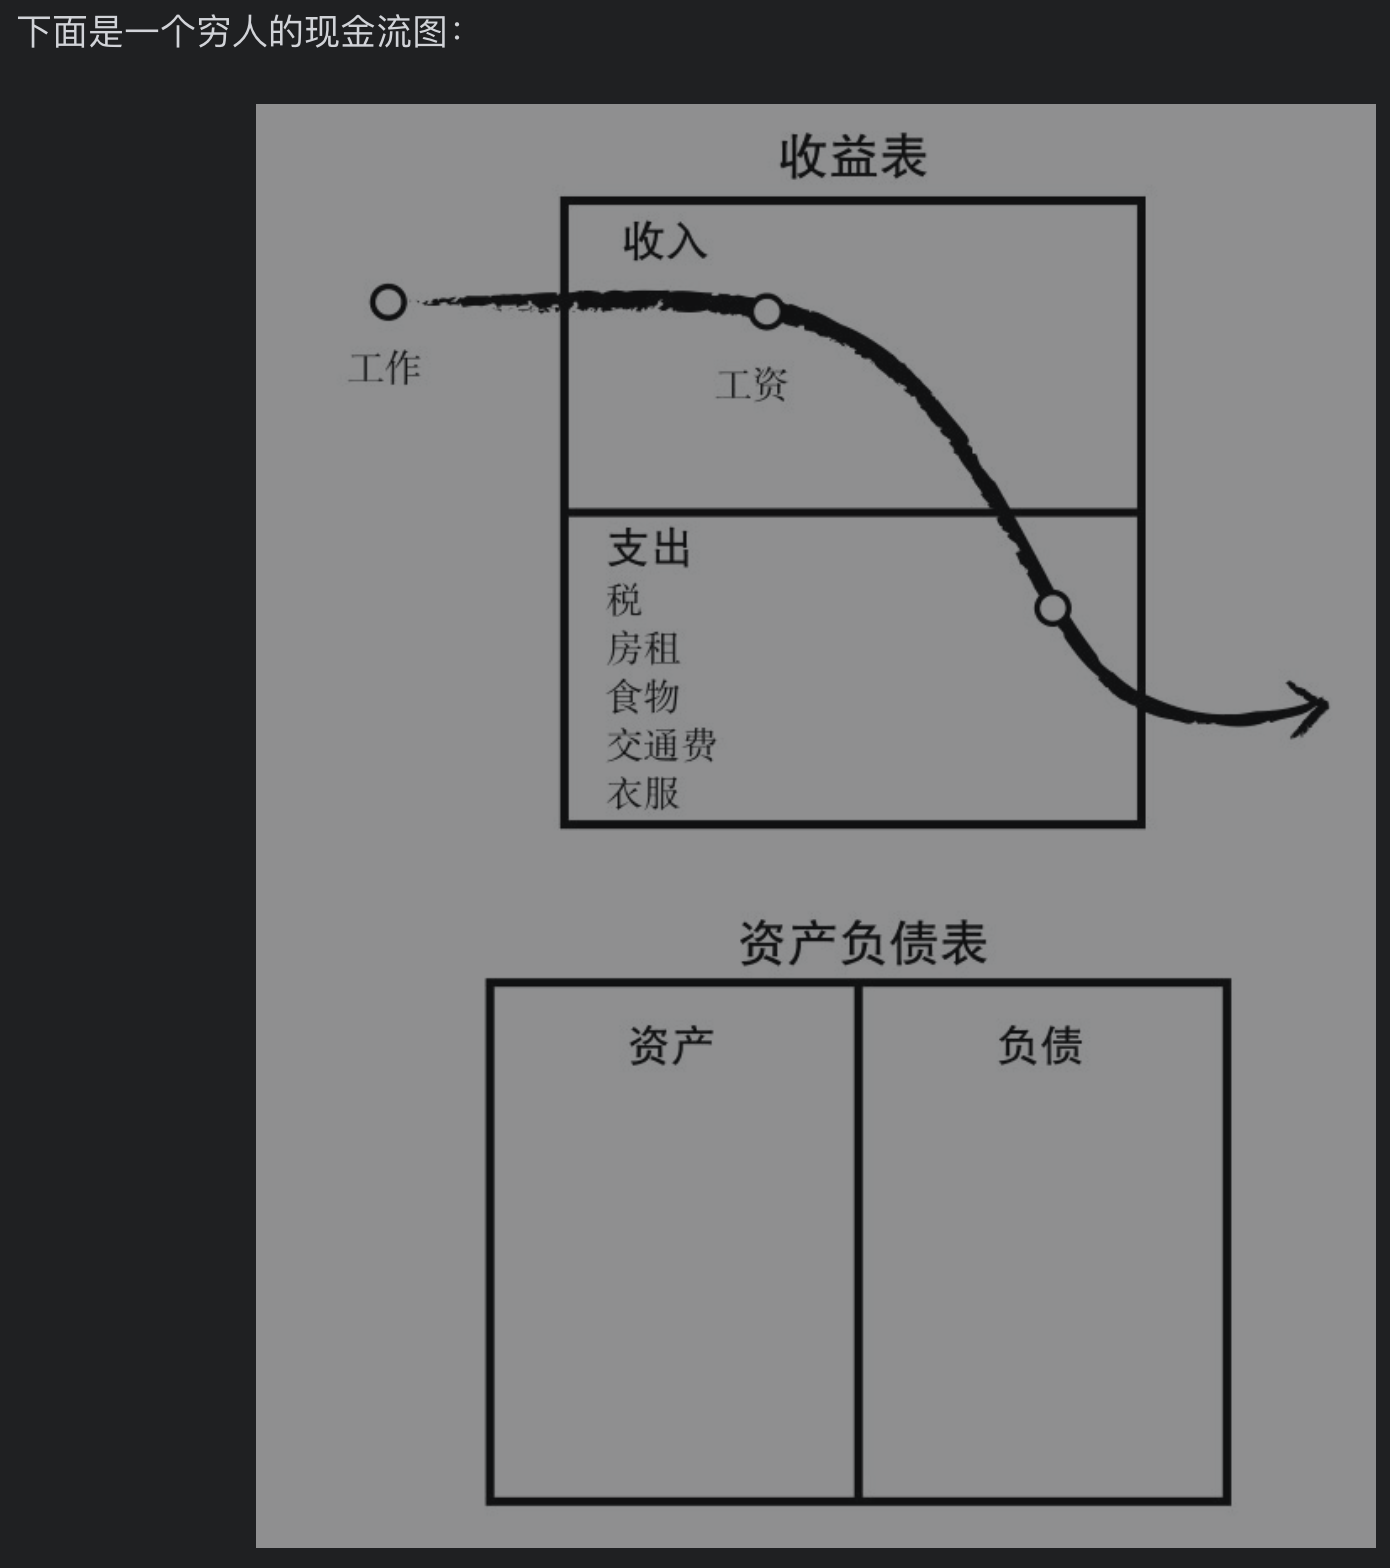 下面是一个穷人的现金流图：
收益表
收入
工作
工资
支出
税
房租
食物
交通费
衣服
资产负债表
资产
负债